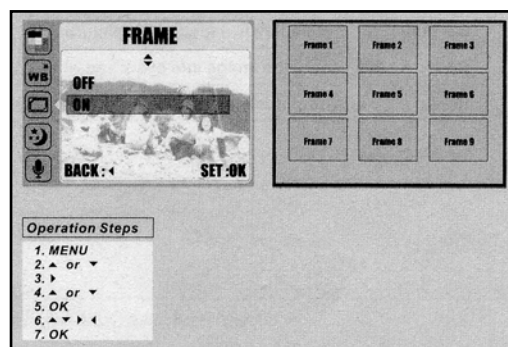 FRAME
WB
OFF
ON
BACK : ◂ SET :OK
Frame 1 Frame 2 Frame 3
Frame 4 Frame 5 Frame 6
Frame 7 Frame 8 Frame 9
Operation Steps
1. MENU
2. ▲ or ▼
3. ▸
4. ▲ or ▼
5. OK
6. ▲ ▼ ▸ ◂
7. OK